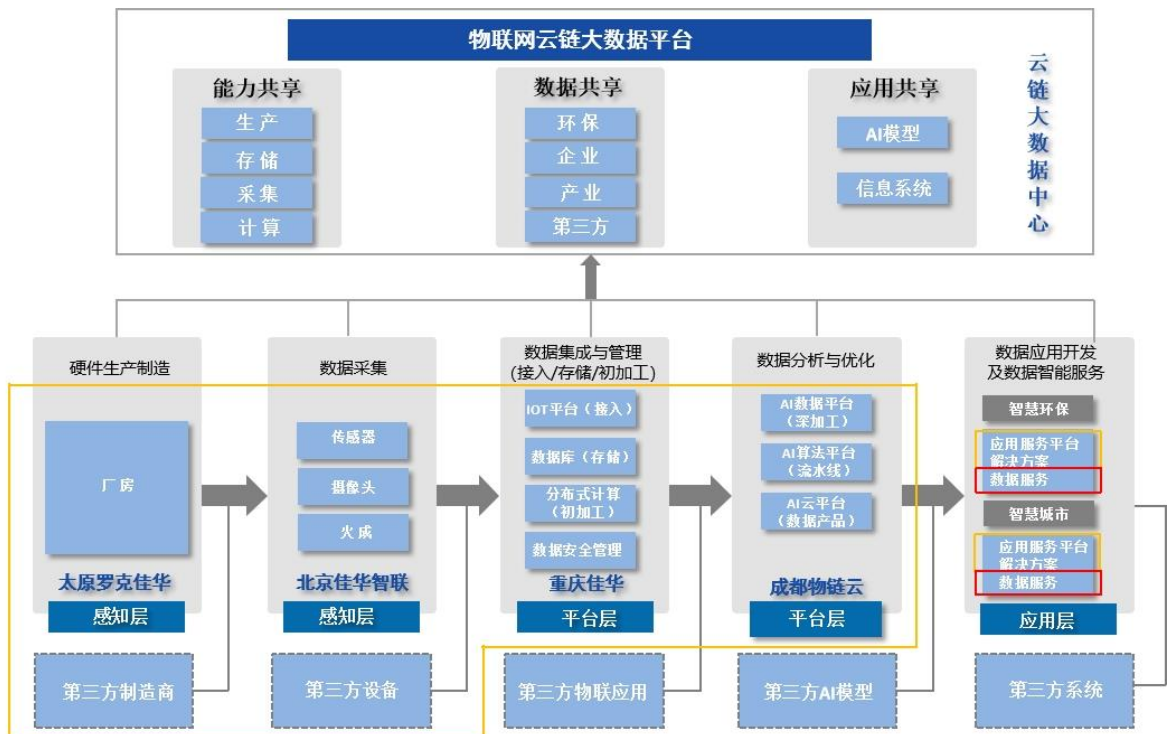 物联网云链大数据平台
能力共享
生产
存储
采集
计算
数据共享
环保
企业
产业
第三方
应用共享
AI模型
信息系统
云链大数据中心
硬件生产制造
厂房
太原罗克佳华
感知层
第三方制造商
数据采集
传感器
摄像头
火成
北京佳华智联
感知层
第三方设备
数据集成与管理
(接入/存储/初加工)
IOT平台（接入）
数据库（存储）
分布式计算
（初加工）
数据安全管理
重庆佳华
平台层
第三方物联应用
数据分析与优化
AI数据平台
（深加工）
AI算法平台
（流水线）
AI云平台
（数据产品）
成都物链云
平台层
第三方AI模型
数据应用开发
及数据智能服务
智慧环保
应用服务平台
解决方案
数据服务
智慧城市
应用服务平台
解决方案
数据服务
应用层
第三方系统